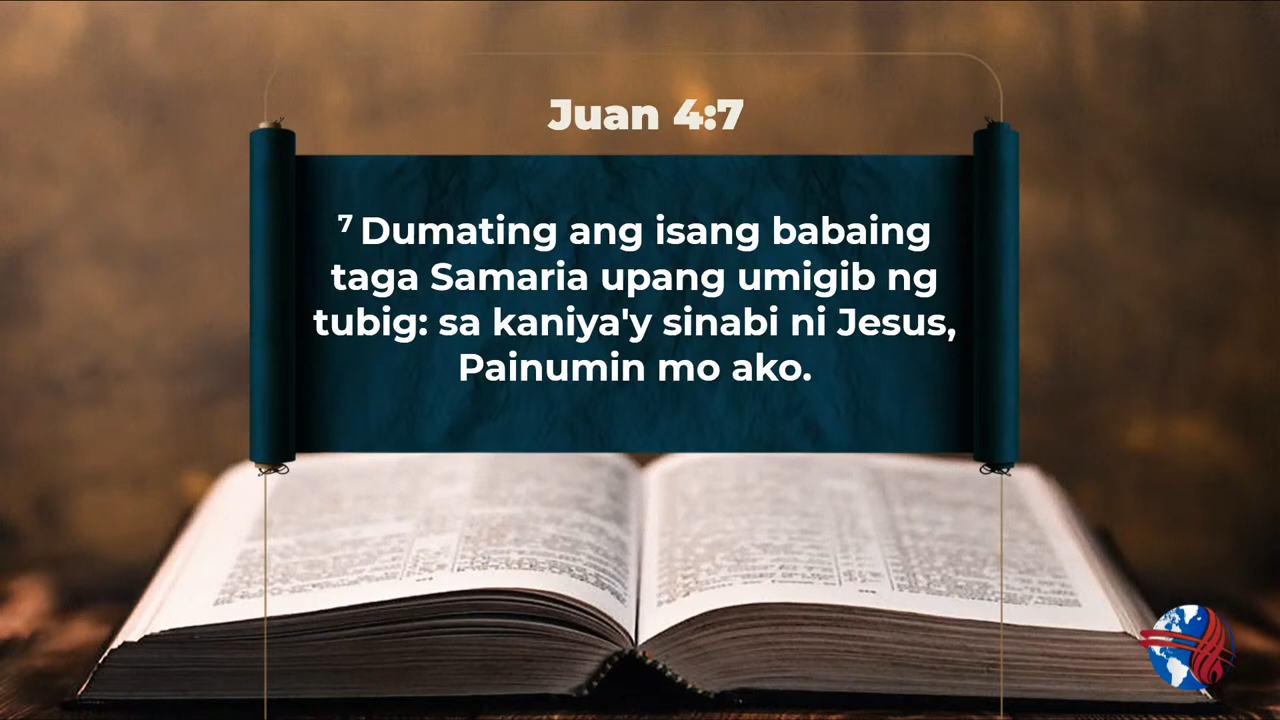 Juan 4:7
⁷ Dumating ang isang babaing
taga Samaria upang umigib ng
tubig: sa kaniya'y sinabi ni Jesus,
Painumin mo ako.